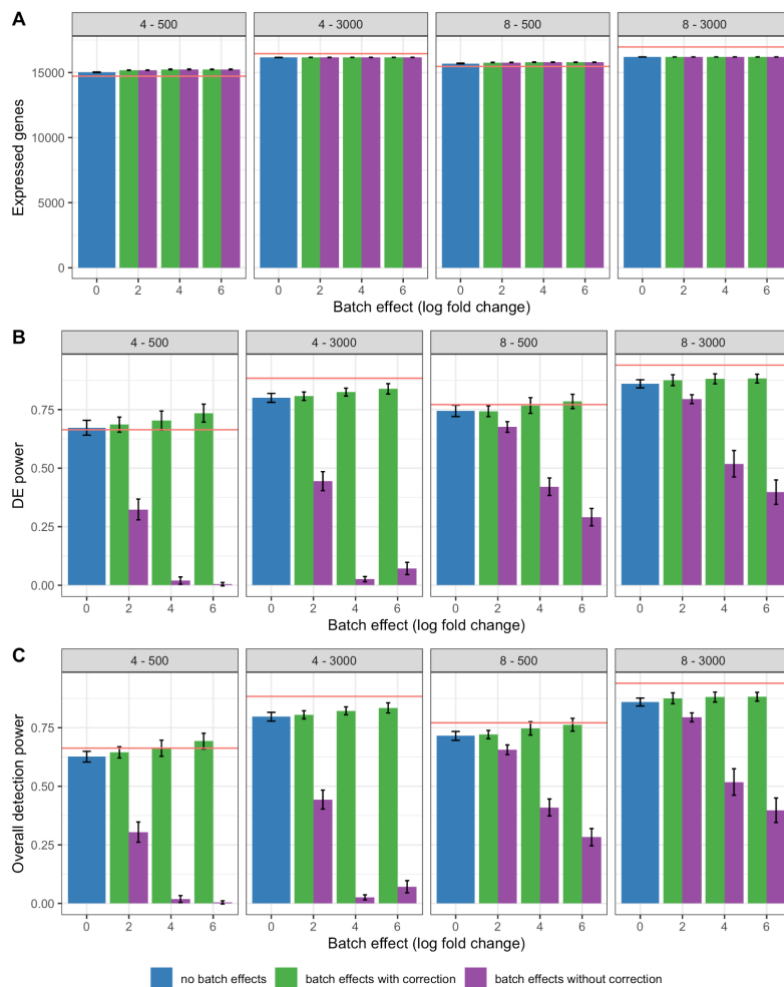 A
4 - 500
4 - 3000
8 - 500
8 - 3000
Expressed genes
15000
10000
5000
0
0 2 4 6
0 2 4 6
0 2 4 6
0 2 4 6
Batch effect (log fold change)
B
4 - 500
4 - 3000
8 - 500
8 - 3000
DE power
0.75
0.50
0.25
0.00
0 2 4 6
0 2 4 6
0 2 4 6
0 2 4 6
Batch effect (log fold change)
C
4 - 500
4 - 3000
8 - 500
8 - 3000
Overall detection power
0.75
0.50
0.25
0.00
0 2 4 6
0 2 4 6
0 2 4 6
0 2 4 6
Batch effect (log fold change)
no batch effects
batch effects with correction
batch effects without correction